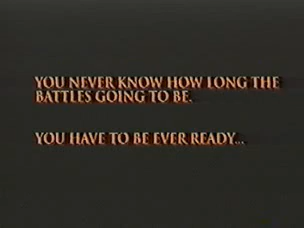 YOU NEVER KNOW HOW LONG THE
BATTLES GOING TO BE.
YOU HAVE TO BE EVER READY...